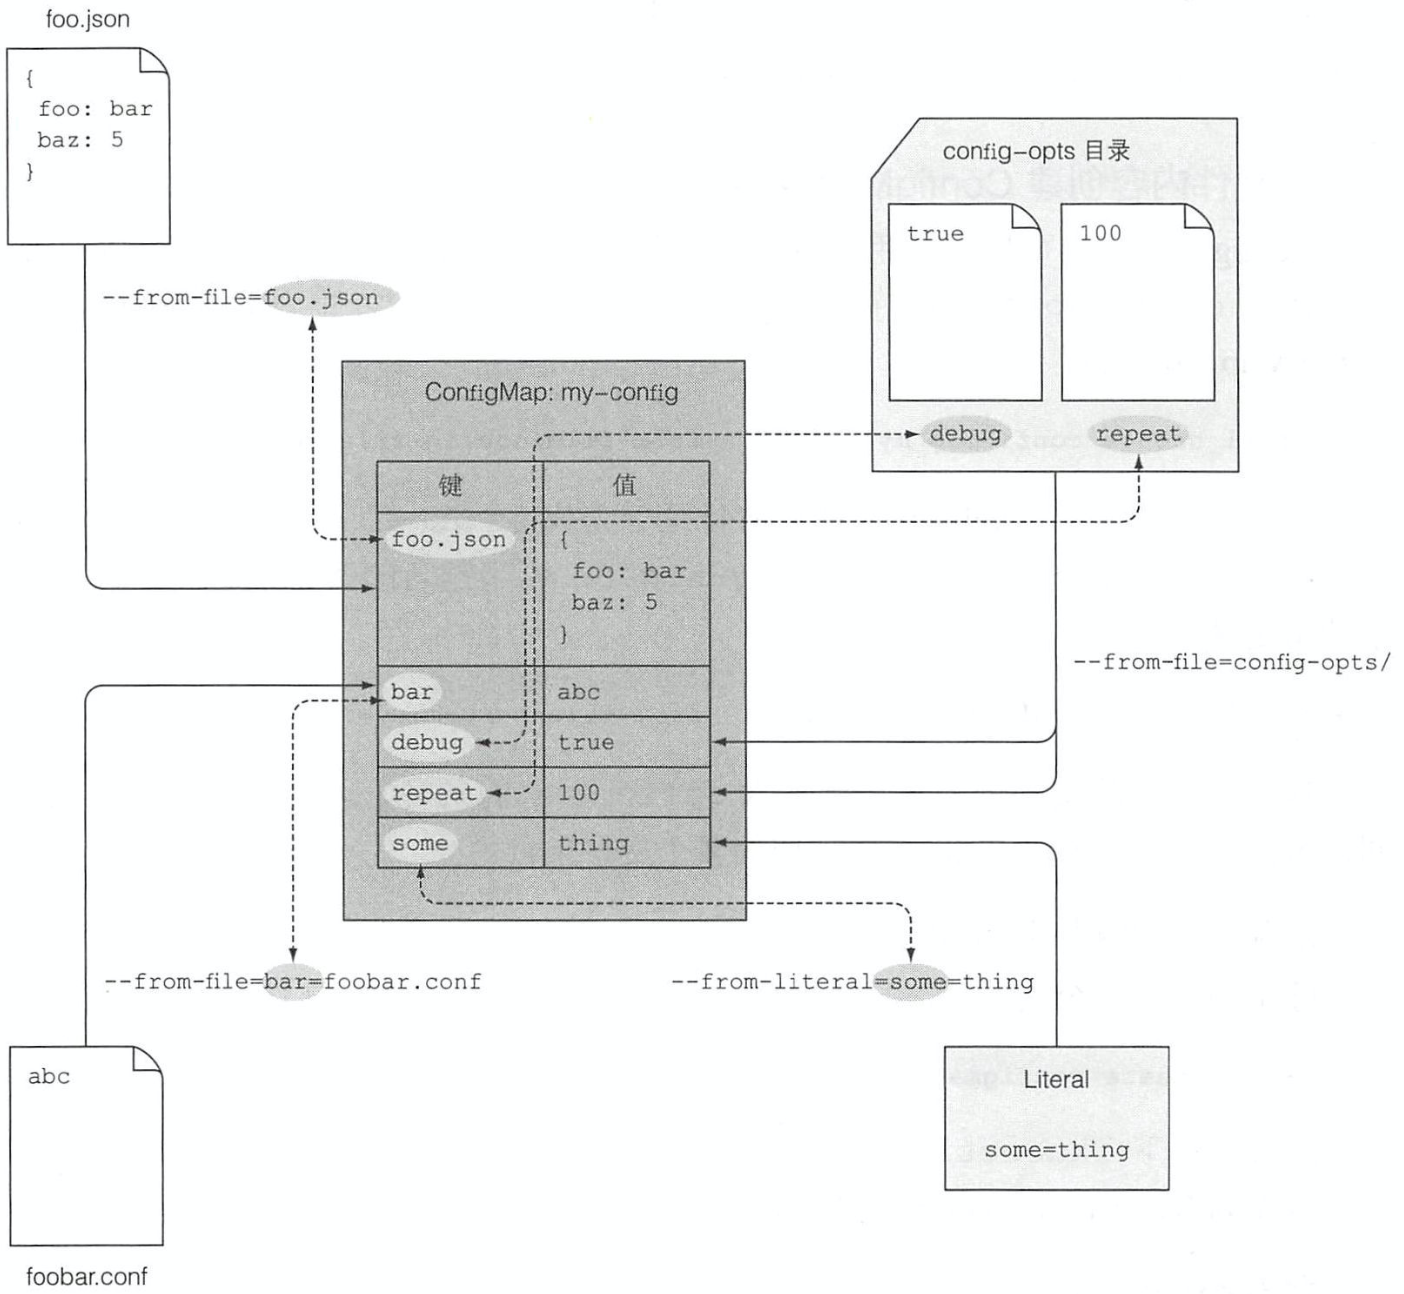 foo.json
{
foo: bar
baz: 5
}
--from-file=foo.json
config-opts 目录
true
100
debug
repeat
ConfigMap: my-config
键
值
foo.json
{
foo: bar
baz: 5
}
bar
abc
debug
true
repeat
100
some
thing
--from-file=config-opts/
--from-file=bar=foobar.conf
--from-literal=some=thing
abc
foobar.conf
Literal
some=thing